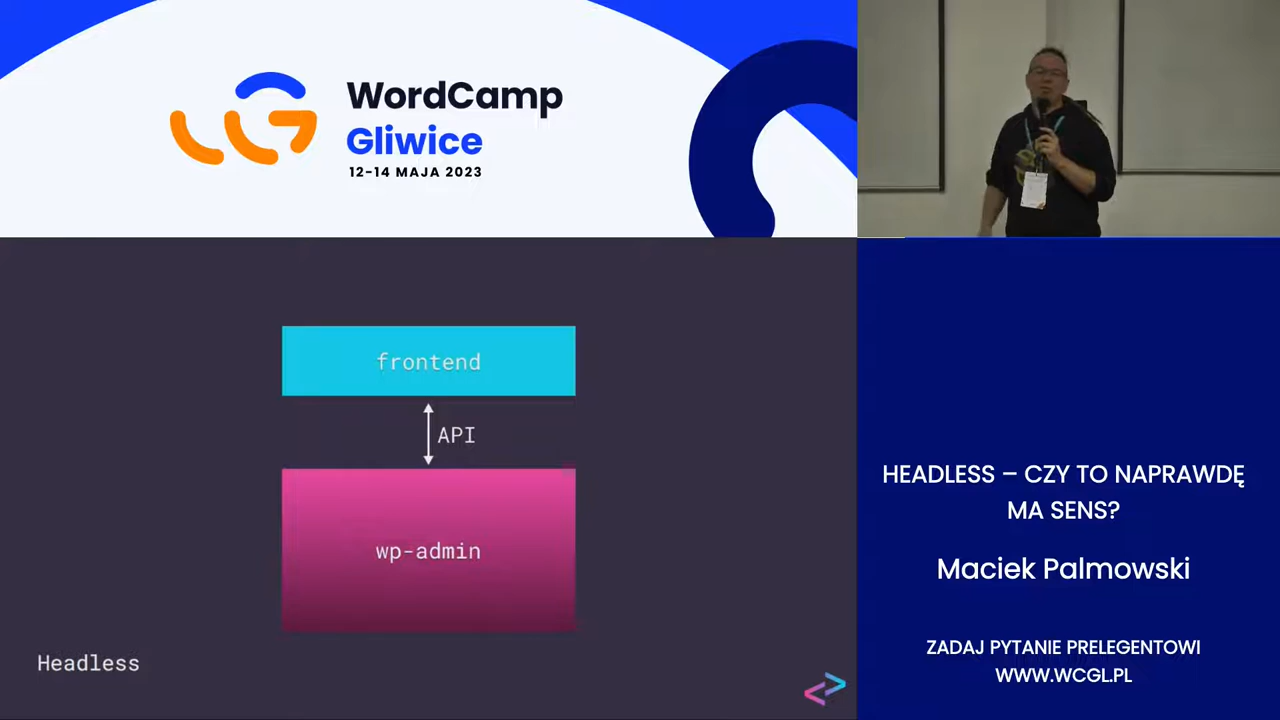 WordCamp
Gliwice
12-14 MAJA 2023
frontend
API
wp-admin
Headless
HEADLESS – CZY TO NAPRAWDĘ
MA SENS?
Maciek Palmowski
ZADAJ PYTANIE PRELEGENTOWI
WWW.WCGL.PL